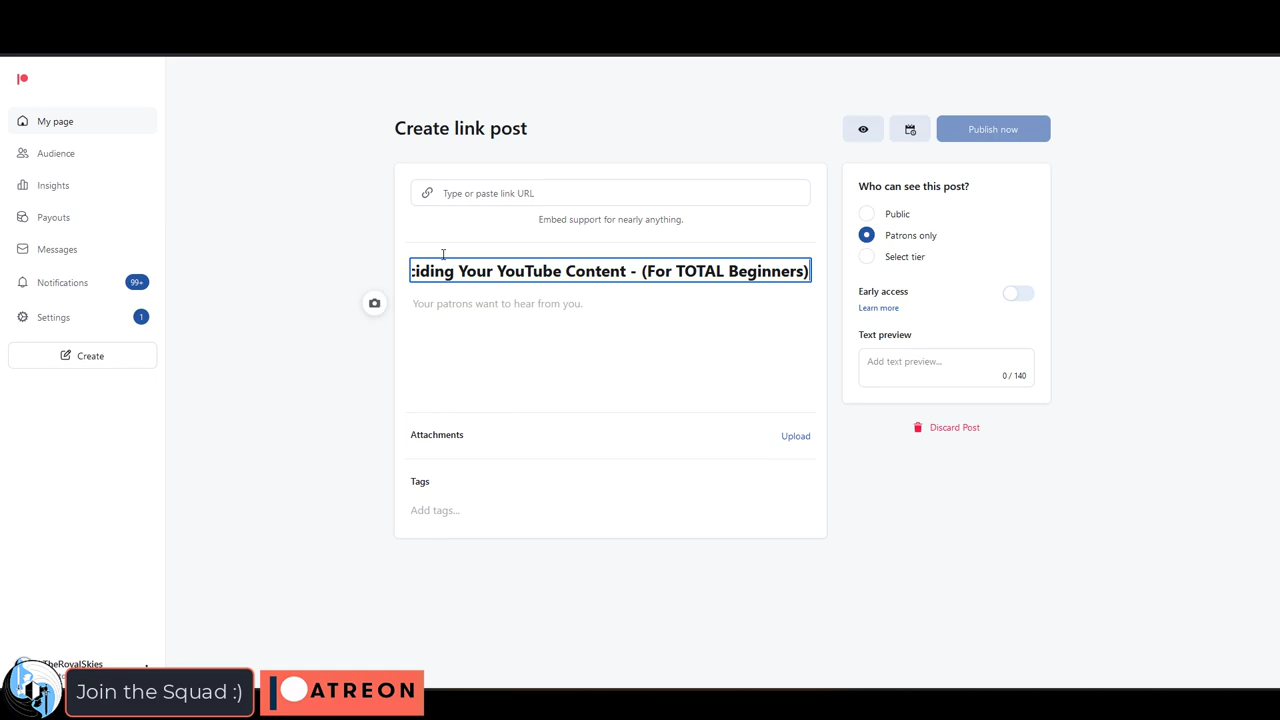 My page
Audience
Insights
Payouts
Messages
Notifications
99+
Settings
1
Create
Create link post
Publish now
Type or paste link URL
Embed support for nearly anything.
Your YouTube Content - (For TOTAL Beginners)
Your patrons want to hear from you.
Attachments
Upload
Tags
Add tags...
Who can see this post?
Public
Patrons only
Select tier
Early access
Learn more
Text preview
Add text preview...
0 / 140
Discard Post
TheRoyalSkies
Join the Squad :)
PATREON